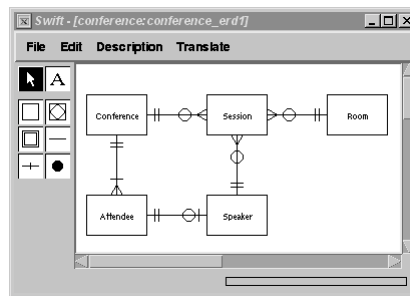 Swift - [conference:conference_erd1]
File Edit Description Translate
A
Conference Session Room
Attendee Speaker